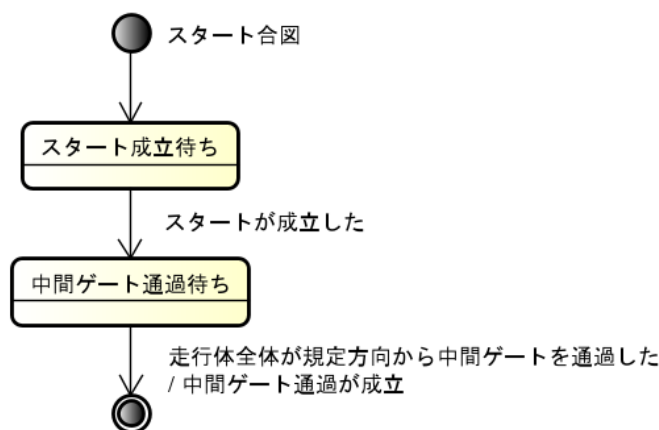 スタート合図
スタート成立待ち
スタートが成立した
中間ゲート通過待ち
走行体全体が規定方向から中間ゲートを通過した
/ 中間ゲート通過が成立